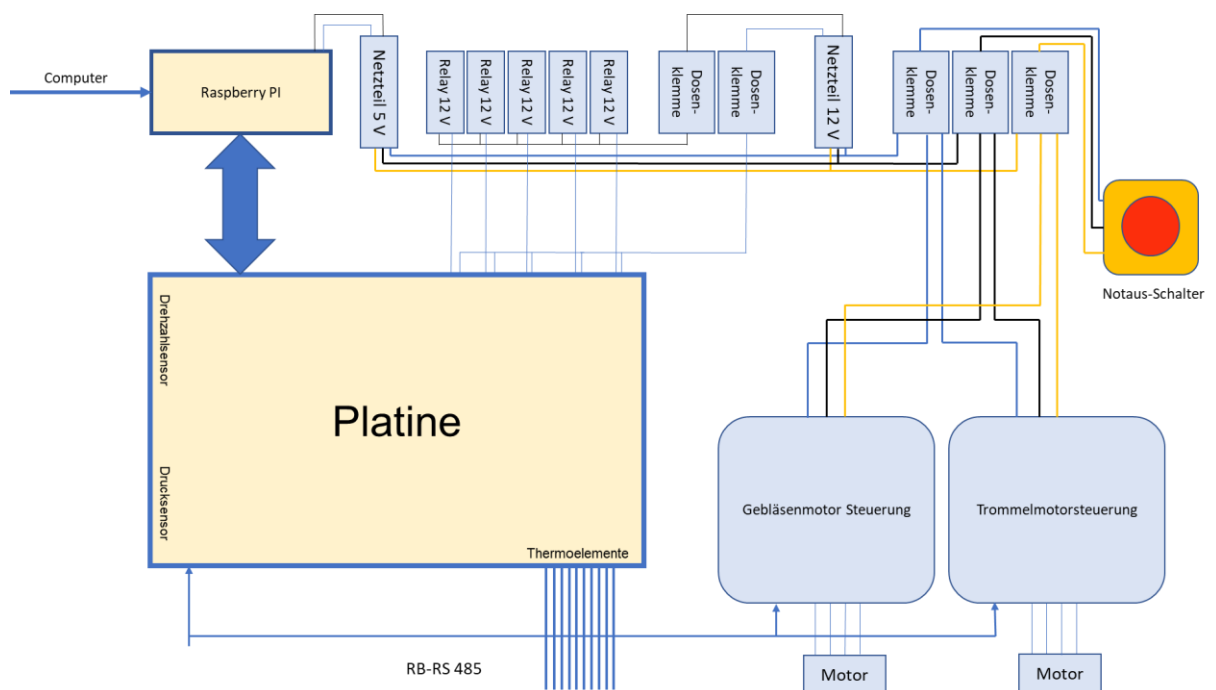 Computer
Raspberry PI
Netzteil 5 V
Relay 12 V
Relay 12 V
Relay 12 V
Relay 12 V
Relay 12 V
Dosen-
klemme
Dosen-
klemme
Netzteil 12 V
Dosen-
klemme
Dosen-
klemme
Dosen-
klemme
Notaus-Schalter
Drehzahlsensor
Platine
Drucksensor
Thermoelemente
Gebläsenmotor Steuerung
Trommelmotorsteuerung
RB-RS 485
Motor
Motor